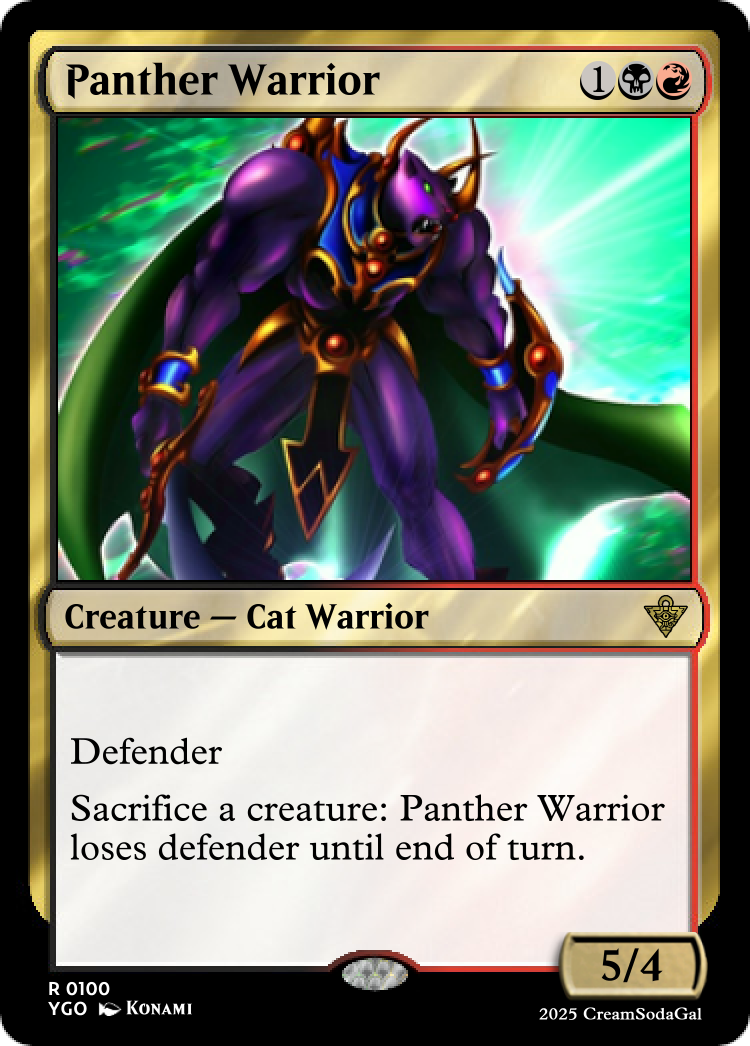 Panther Warrior 1
Creature — Cat Warrior
Defender
Sacrifice a creature: Panther Warrior
loses defender until end of turn.
5/4
R 0100
YGO KONAMI
2025 CreamSodaGal